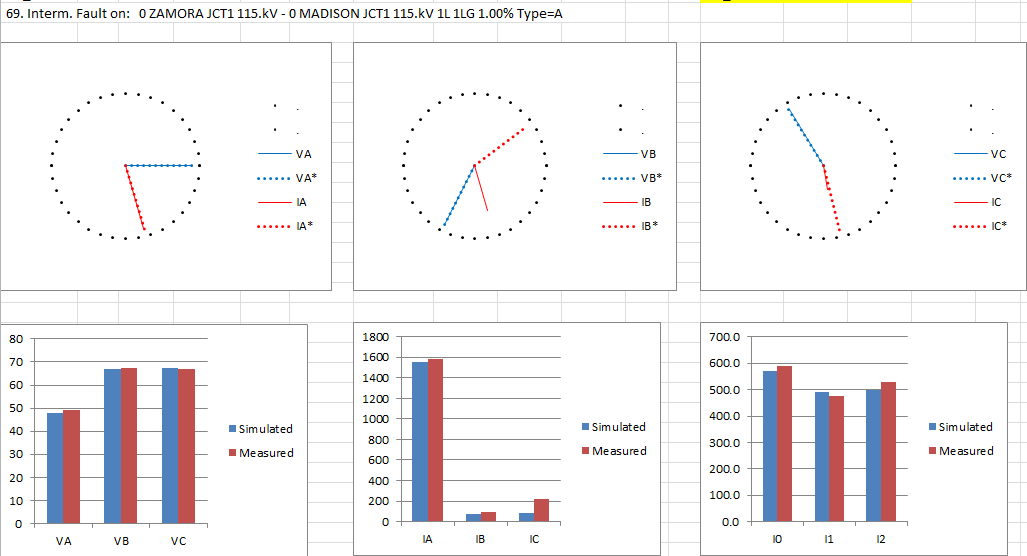 69. Interm. Fault on: 0 ZAMORA JCT1 115.kV - 0 MADISON JCT1 115.kV 1L 1LG 1.00% Type=A
.
.
VA
VA*
IA
IA*
.
.
VB
VB*
IB
IB*
.
.
VC
VC*
IC
IC*
80
70
60
50
40
30
20
10
0
VA VB VC
Simulated
Measured
1800
1600
1400
1200
1000
800
600
400
200
0
IA IB IC
Simulated
Measured
700.0
600.0
500.0
400.0
300.0
200.0
100.0
0.0
I0 I1 I2
Simulated
Measured